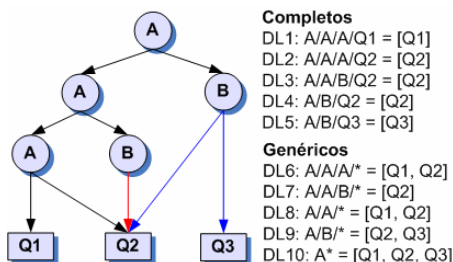 A
A
B
A
B
Q1
Q2
Q3
Completos
DL1: A/A/A/Q1 = [Q1]
DL2: A/A/A/Q2 = [Q2]
DL3: A/A/B/Q2 = [Q2]
DL4: A/B/Q2 = [Q2]
DL5: A/B/Q3 = [Q3]
Genéricos
DL6: A/A/A/* = [Q1, Q2]
DL7: A/A/B/* = [Q2]
DL8: A/A/* = [Q1, Q2]
DL9: A/B/* = [Q2, Q3]
DL10: A* = [Q1, Q2, Q3]